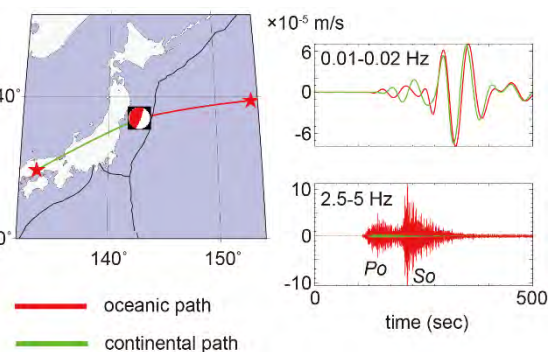 ×10⁻⁵ m/s
6
0.01-0.02 Hz
-6
40°
10
2.5-5 Hz
0
-10
Po
So
0°
140°
150°
0
500
time (sec)
oceanic path
continental path